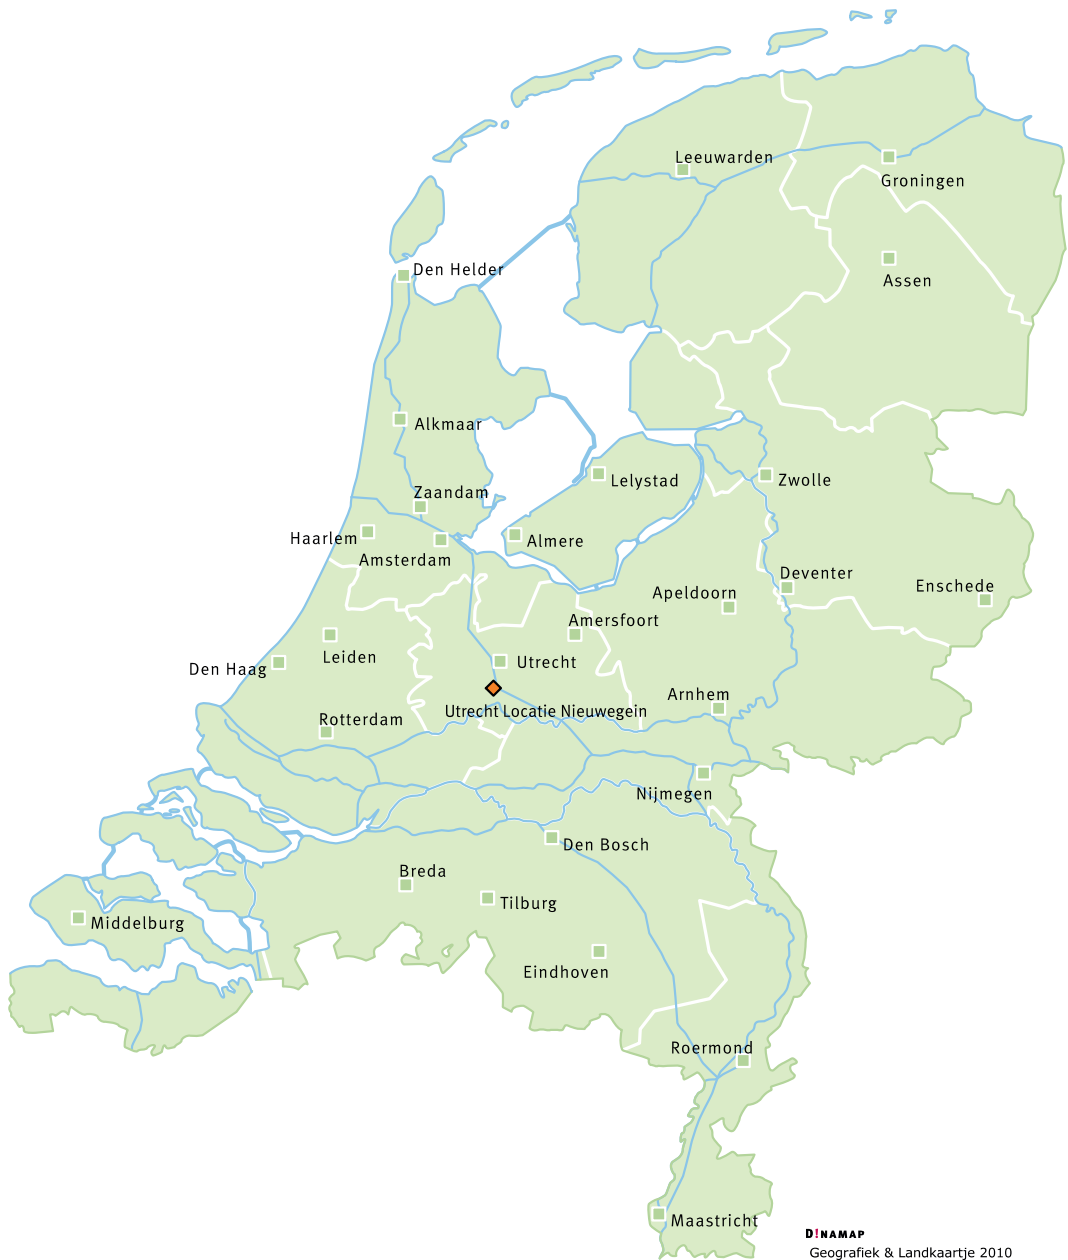 Leeuwarden
Groningen
Den Helder
Assen
Alkmaar
Lelystad
Zwolle
Zaandam
Haarlem
Almere
Amsterdam
Deventer
Enschede
Apeldoorn
Amersfoort
Leiden
Utrecht
Den Haag
Arnhem
Utrecht Locatie Nieuwegein
Rotterdam
Nijmegen
Den Bosch
Breda
Tilburg
Middelburg
Eindhoven
Roermond
Maastricht
D!NAMAP
Geografiek & Landkaartje 2010